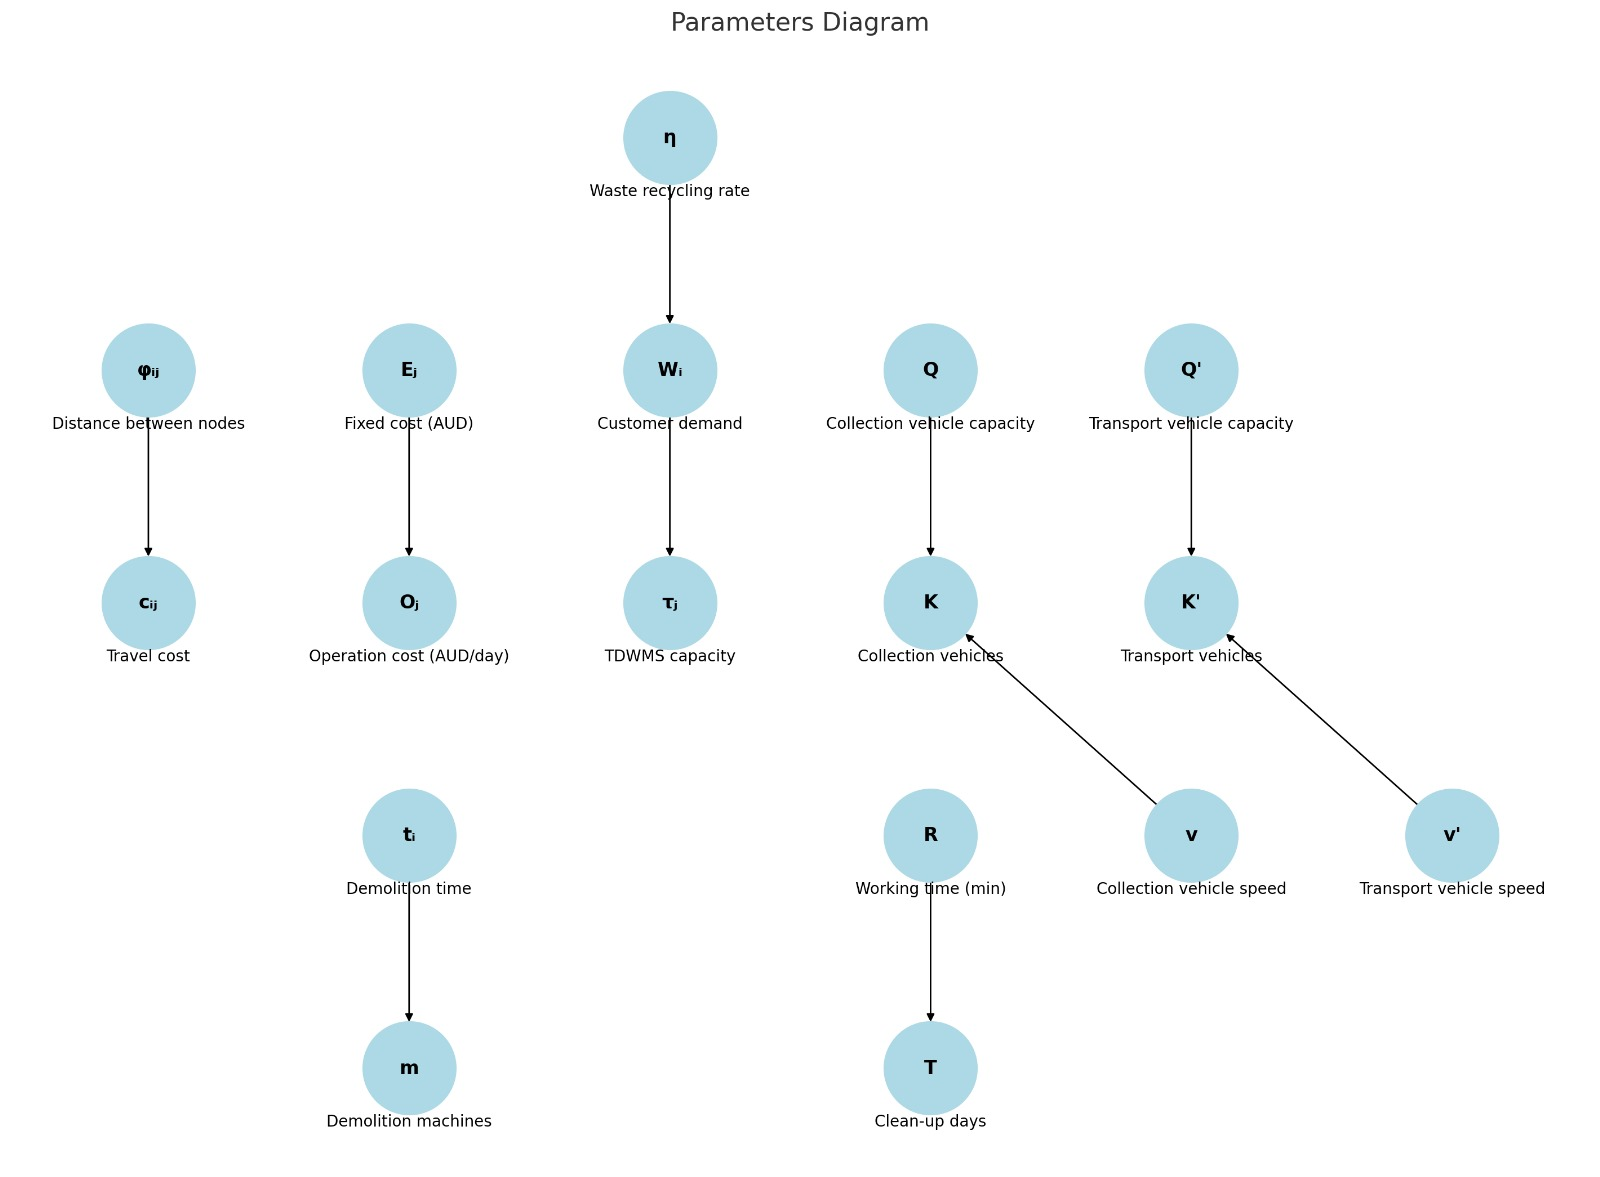 Parameters Diagram
η
Waste recycling rate
φᵢⱼ
Eⱼ
Wᵢ
Q
Q'
Distance between nodes
Fixed cost (AUD)
Customer demand
Collection vehicle capacity
Transport vehicle capacity
cᵢⱼ
Oⱼ
τⱼ
K
K'
Travel cost
Operation cost (AUD/day)
TDWMS capacity
Collection vehicles
Transport vehicles
tᵢ
R
v
v'
Demolition time
Working time (min)
Collection vehicle speed
Transport vehicle speed
m
T
Demolition machines
Clean-up days